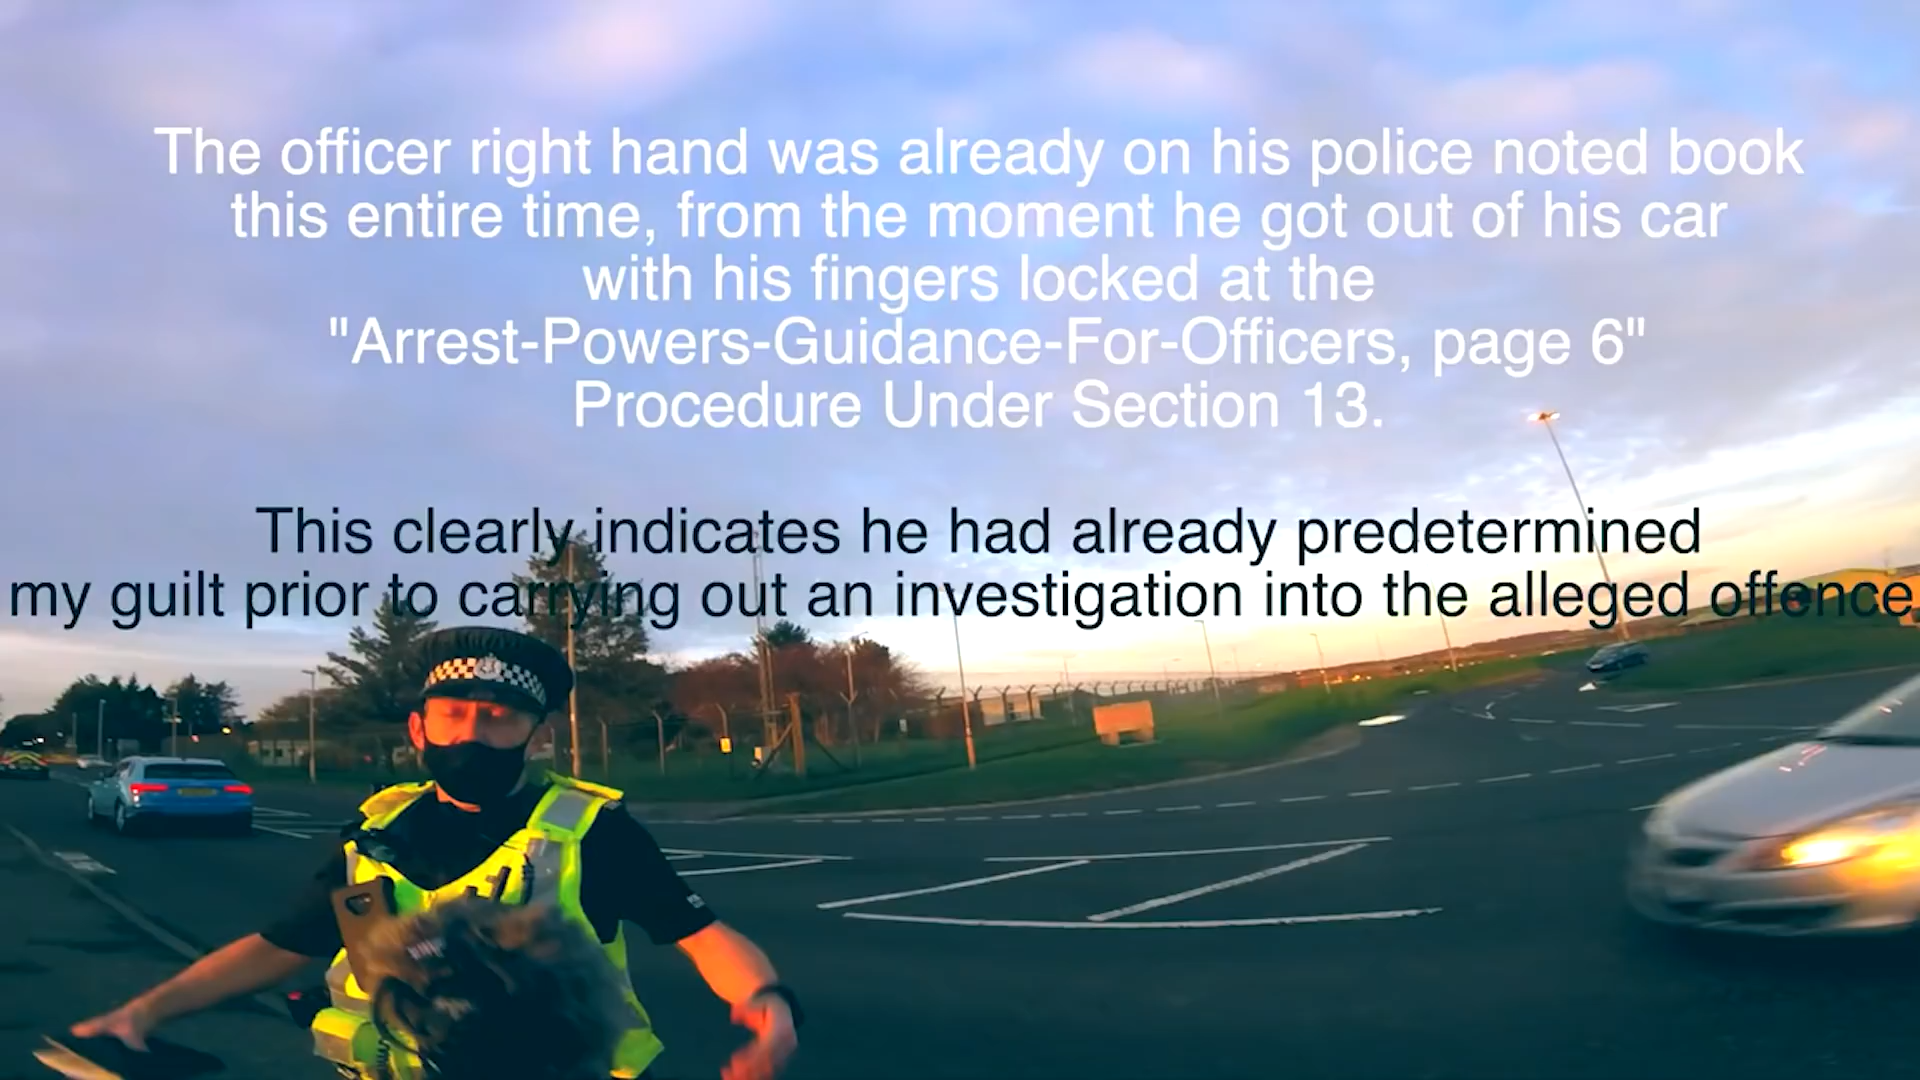 The officer right hand was already on his police noted book
this entire time, from the moment he got out of his car
with his fingers locked at the
"Arrest-Powers-Guidance-For-Officers, page 6"
Procedure Under Section 13.
This clearly indicates he had already predetermined
my guilt prior to carrying out an investigation into the alleged offence.